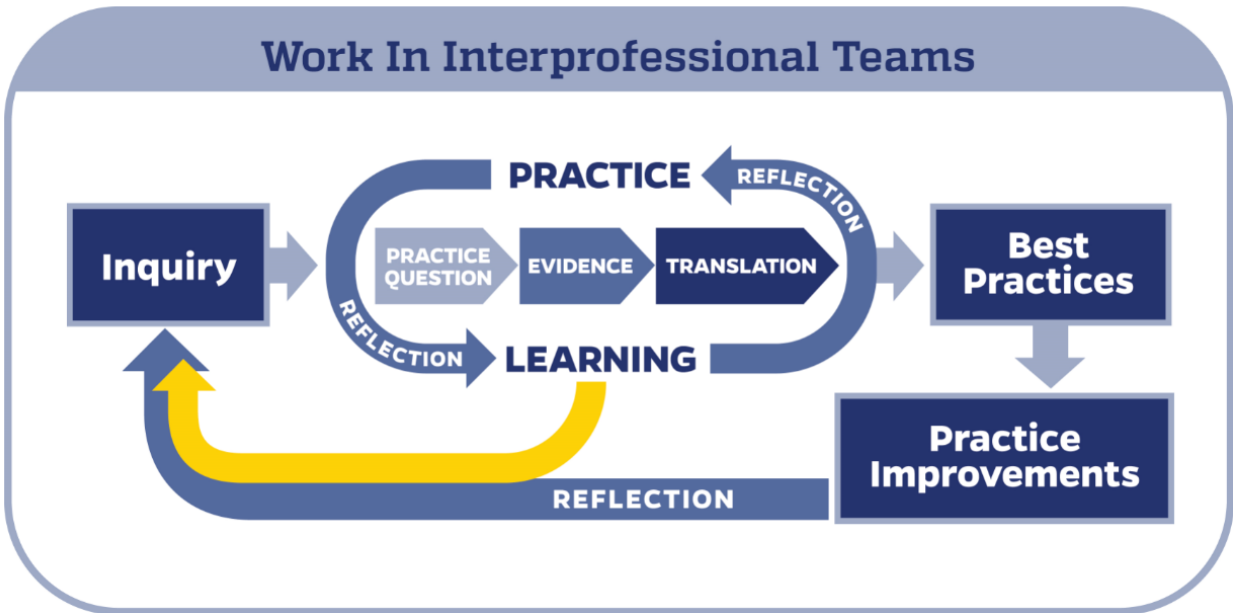 Work In Interprofessional Teams
PRACTICE
REFLECTION
Inquiry
PRACTICE
QUESTION
EVIDENCE
TRANSLATION
Best
Practices
REFLECTION
LEARNING
Practice
Improvements
REFLECTION